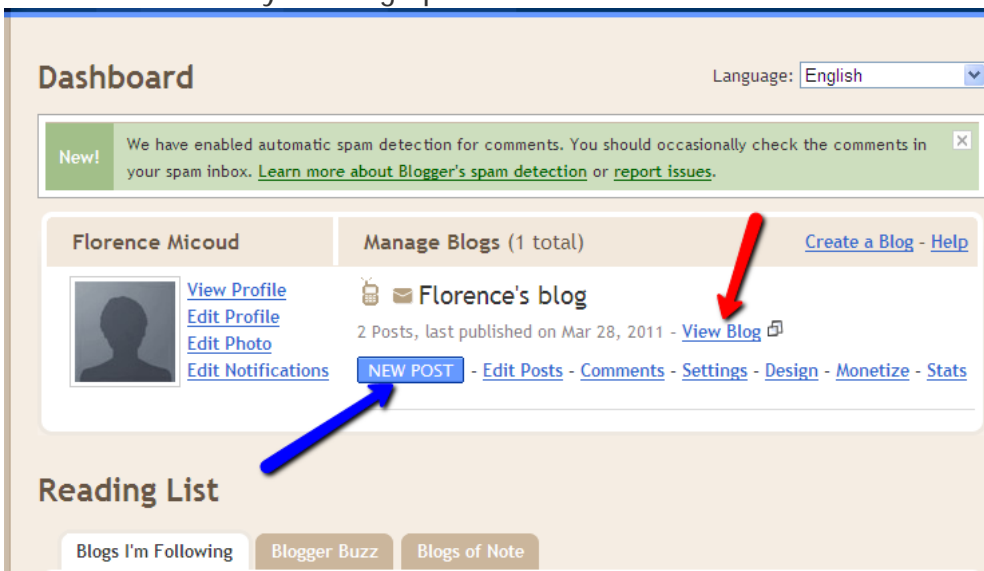 Dashboard
Language: English
New!
We have enabled automatic spam detection for comments. You should occasionally check the comments in
your spam inbox. Learn more about Blogger's spam detection or report issues.
Florence Micoud
Manage Blogs (1 total)
Create a Blog - Help
View Profile
Edit Profile
Edit Photo
Edit Notifications
Florence's blog
2 Posts, last published on Mar 28, 2011 - View Blog
NEW POST - Edit Posts - Comments - Settings - Design - Monetize - Stats
Reading List
Blogs I'm Following
Blogger Buzz
Blogs of Note